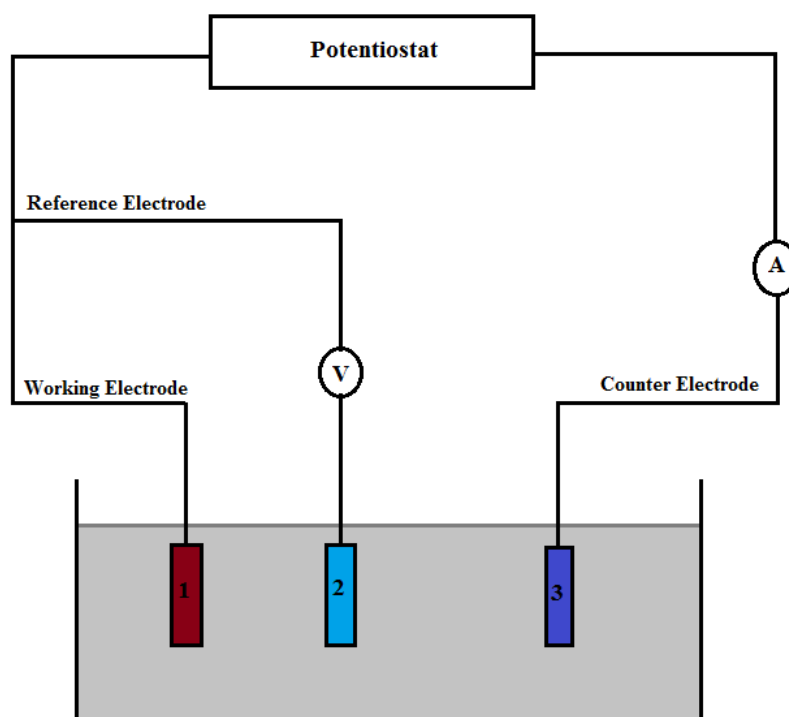 Potentiostat
Reference Electrode
A
V
Working Electrode
Counter Electrode
1
2
3